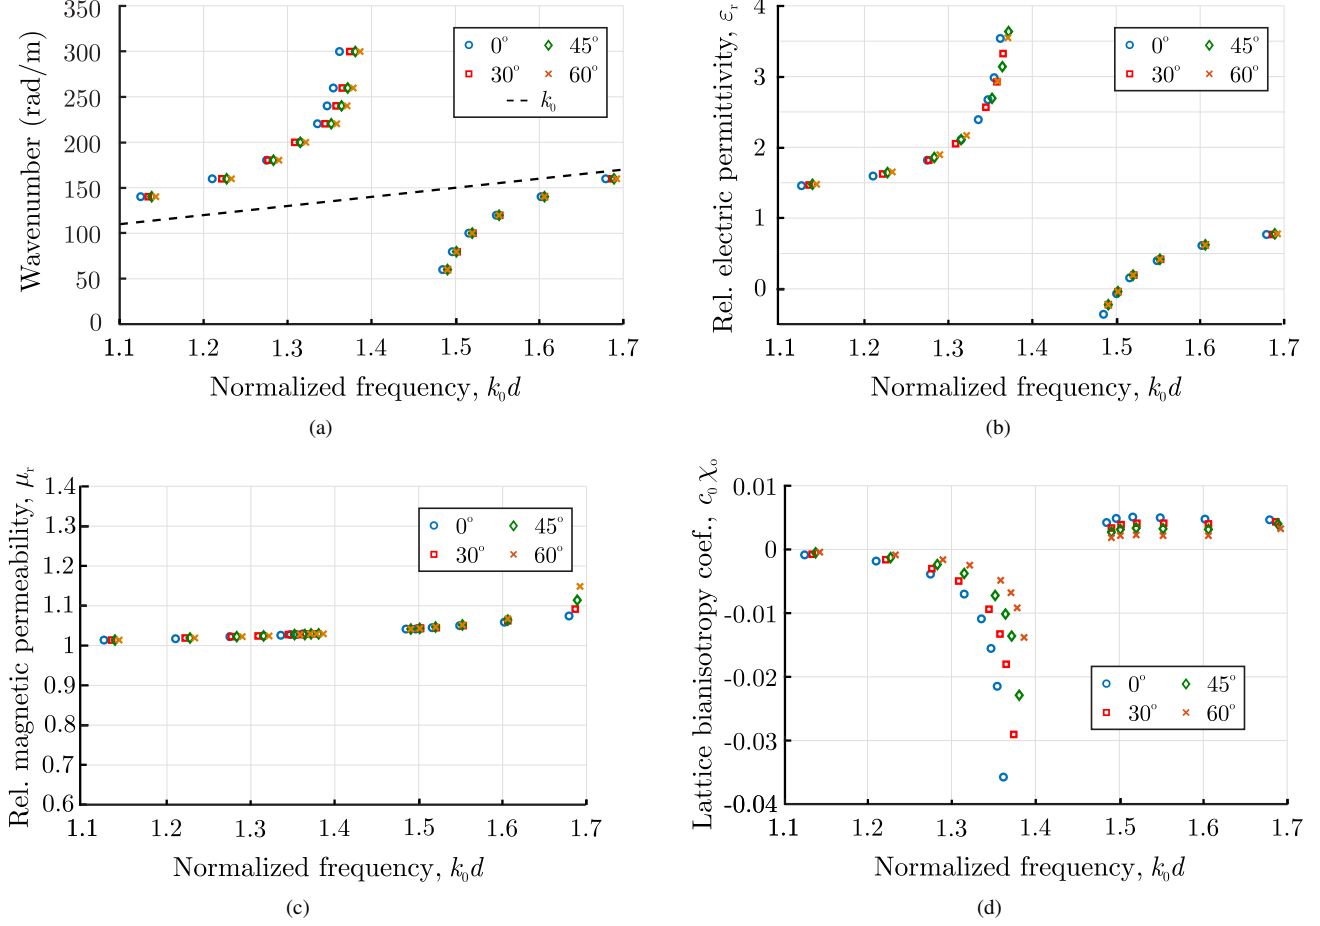 350
300
250
200
150
100
50
0
1.1 1.2 1.3 1.4 1.5 1.6 1.7
Wavenumber (rad/m)
Normalized frequency, k₀d
0° 45°
30° 60°
k₀
(a)
4
3
2
1
0
1.1 1.2 1.3 1.4 1.5 1.6 1.7
Rel. electric permittivity, εᵣ
Normalized frequency, k₀d
0° 45°
30° 60°
(b)
1.4
1.3
1.2
1.1
1
0.9
0.8
0.7
0.6
1.1 1.2 1.3 1.4 1.5 1.6 1.7
Rel. magnetic permeability, μᵣ
Normalized frequency, k₀d
0° 45°
30° 60°
(c)
0.01
0
-0.01
-0.02
-0.03
-0.04
1.1 1.2 1.3 1.4 1.5 1.6 1.7
Lattice bianisotropy coef., c₀χₒ
Normalized frequency, k₀d
0° 45°
30° 60°
(d)